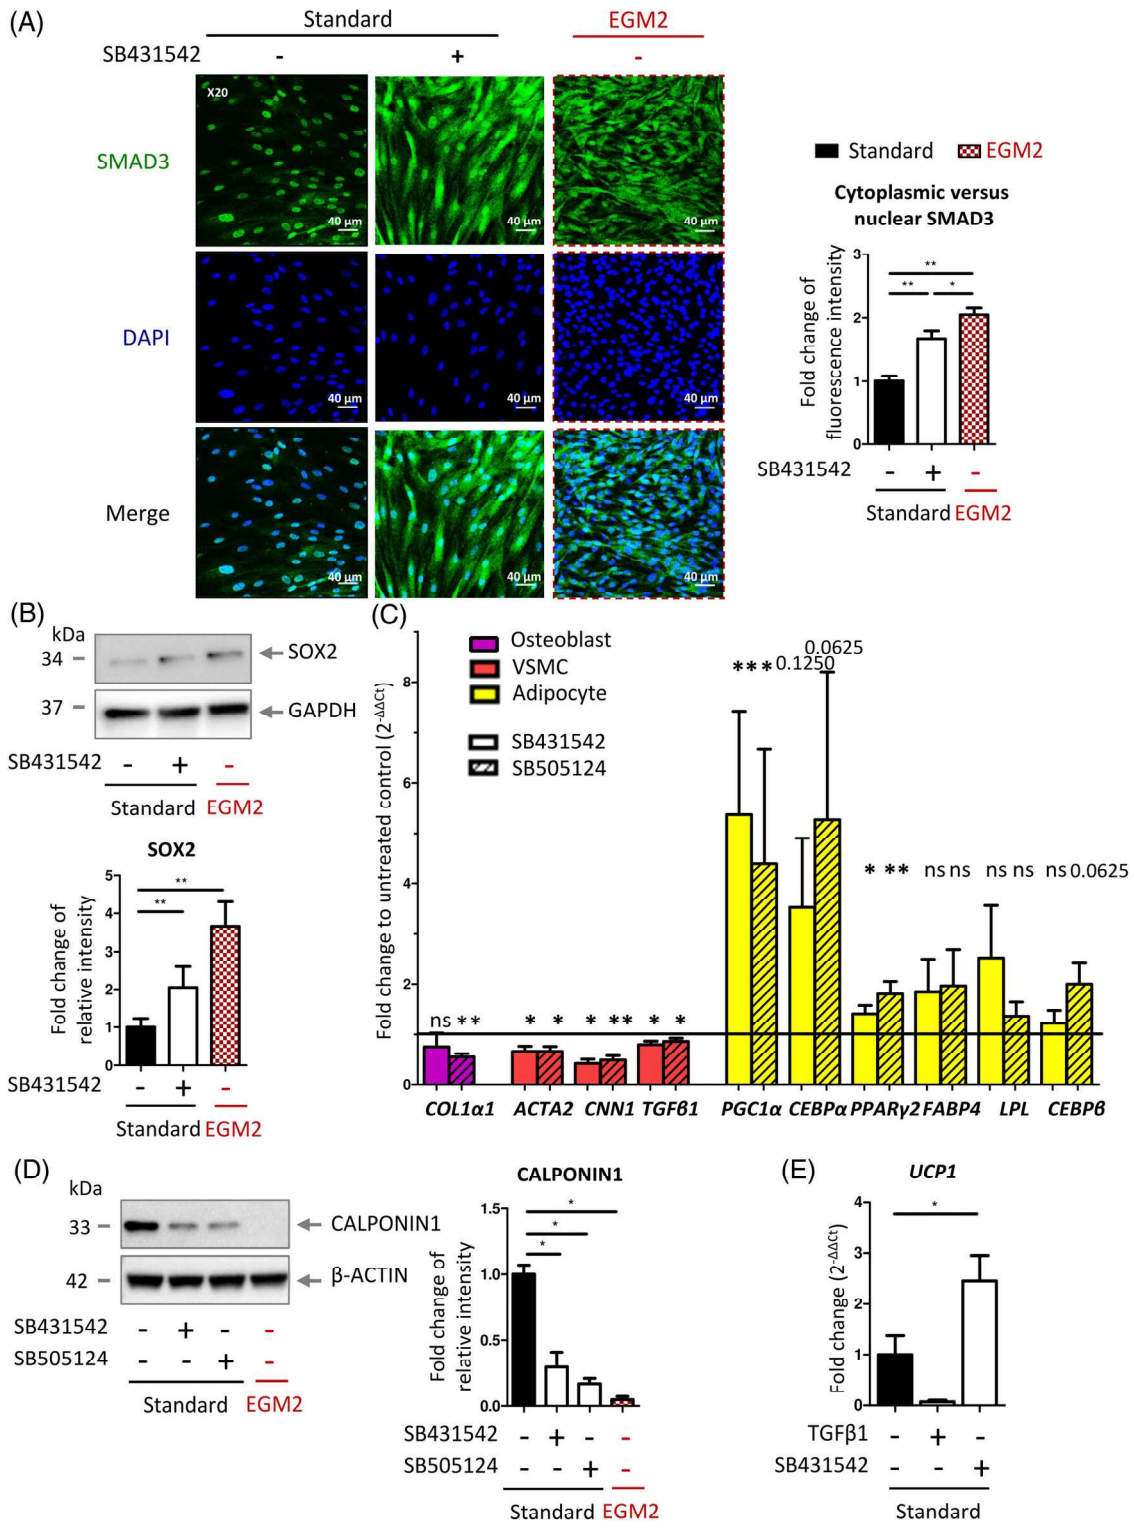 (A)
Standard
EGM2
SB431542
-
+
-
X20
SMAD3
40 µm
40 µm
40 µm
DAPI
40 µm
40 µm
40 µm
Merge
40 µm
40 µm
40 µm
Standard
EGM2
Cytoplasmic versus
nuclear SMAD3
Fold change of
fluorescence intensity
3
2
1
0
**
**
*
SB431542
-
+
-
Standard
EGM2
(B)
kDa
34
SOX2
37
GAPDH
SB431542
-
+
-
Standard
EGM2
SOX2
Fold change of
relative intensity
5
4
3
2
1
0
**
**
SB431542
-
+
-
Standard
EGM2
(C)
Fold change to untreated control (2^-ΔΔCt)
8
6
4
2
0
Osteoblast
VSMC
Adipocyte
SB431542
SB505124
ns ** * * * ** * *
*** 0.1250 0.0625
* ** ns ns ns ns ns 0.0625
COL1α1 ACTA2 CNN1 TGFβ1 PGC1α CEBPα PPARγ2 FABP4 LPL CEBPβ
(D)
kDa
33
CALPONIN1
42
β-ACTIN
SB431542
- + - -
SB505124
- - + -
Standard
EGM2
CALPONIN1
Fold change of
relative intensity
1.5
1.0
0.5
0.0
*
*
*
SB431542
- + - -
SB505124
- - + -
Standard
EGM2
(E)
UCP1
Fold change (2^-ΔΔCt)
4
3
2
1
0
*
TGFβ1
- + -
SB431542
- - +
Standard